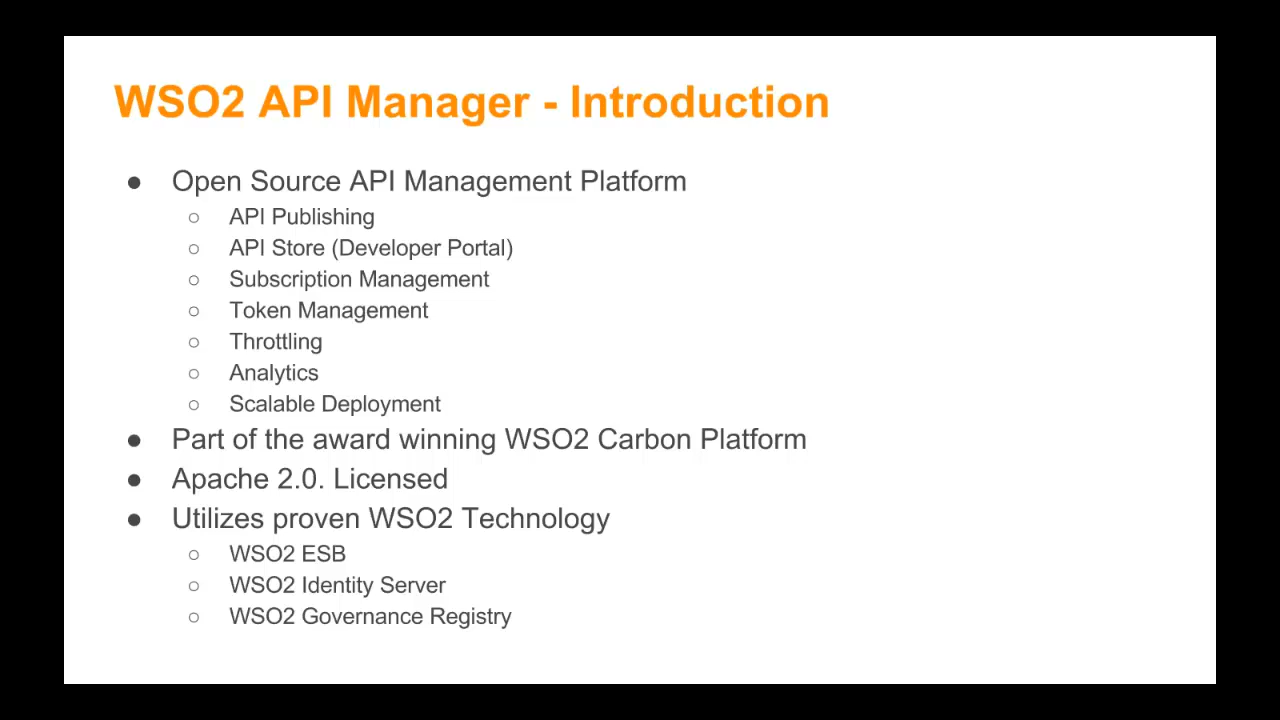 WSO2 API Manager - Introduction
● Open Source API Management Platform
○ API Publishing
○ API Store (Developer Portal)
○ Subscription Management
○ Token Management
○ Throttling
○ Analytics
○ Scalable Deployment
● Part of the award winning WSO2 Carbon Platform
● Apache 2.0. Licensed
● Utilizes proven WSO2 Technology
○ WSO2 ESB
○ WSO2 Identity Server
○ WSO2 Governance Registry